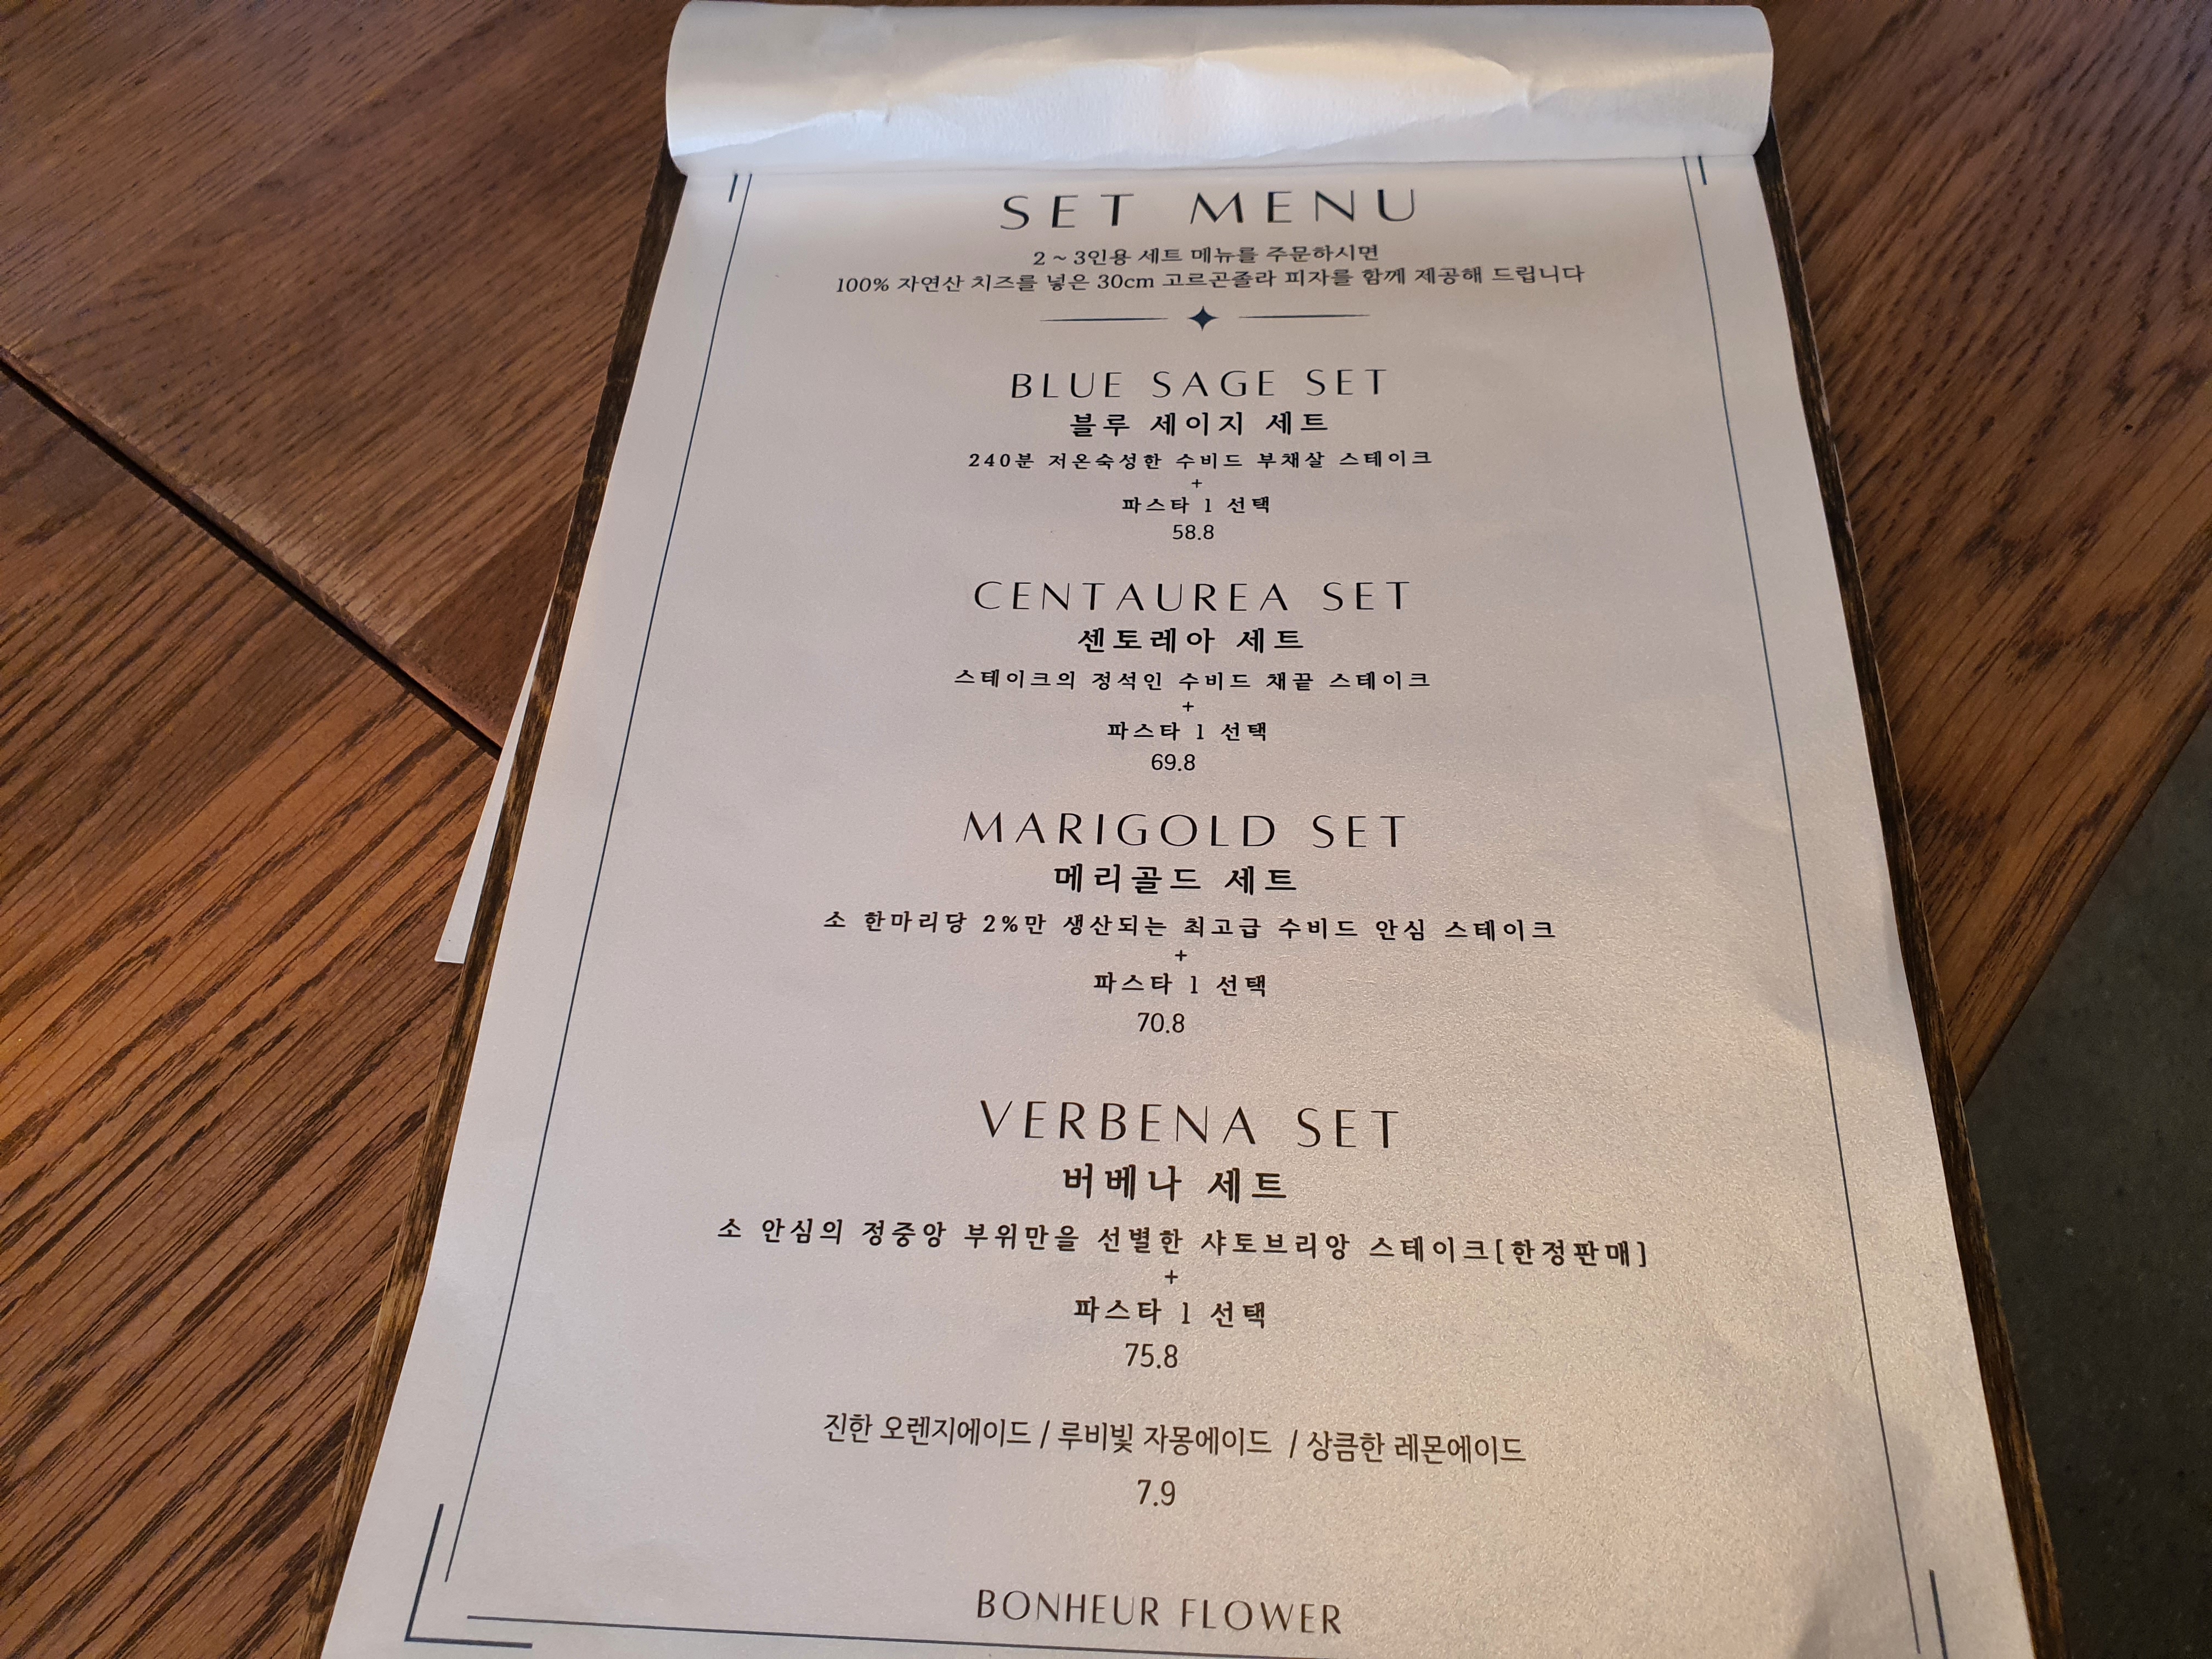 SET MENU
2 ~ 3인용 세트 메뉴를 주문하시면
100% 자연산 치즈를 넣은 30cm 고르곤졸라 피자를 함께 제공해 드립니다
BLUE SAGE SET
블루 세이지 세트
240분 저온숙성한 수비드 부채살 스테이크
+
파스타 1 선택
58.8
CENTAUREA SET
센토레아 세트
스테이크의 정석인 수비드 채끝 스테이크
+
파스타 1 선택
69.8
MARIGOLD SET
메리골드 세트
소 한마리당 2%만 생산되는 최고급 수비드 안심 스테이크
+
파스타 1 선택
70.8
VERBENA SET
버베나 세트
소 안심의 정중앙 부위만을 선별한 샤토브리앙 스테이크[한정판매]
+
파스타 1 선택
75.8
진한 오렌지에이드 / 루비빛 자몽에이드 / 상큼한 레몬에이드
7.9
BONHEUR FLOWER